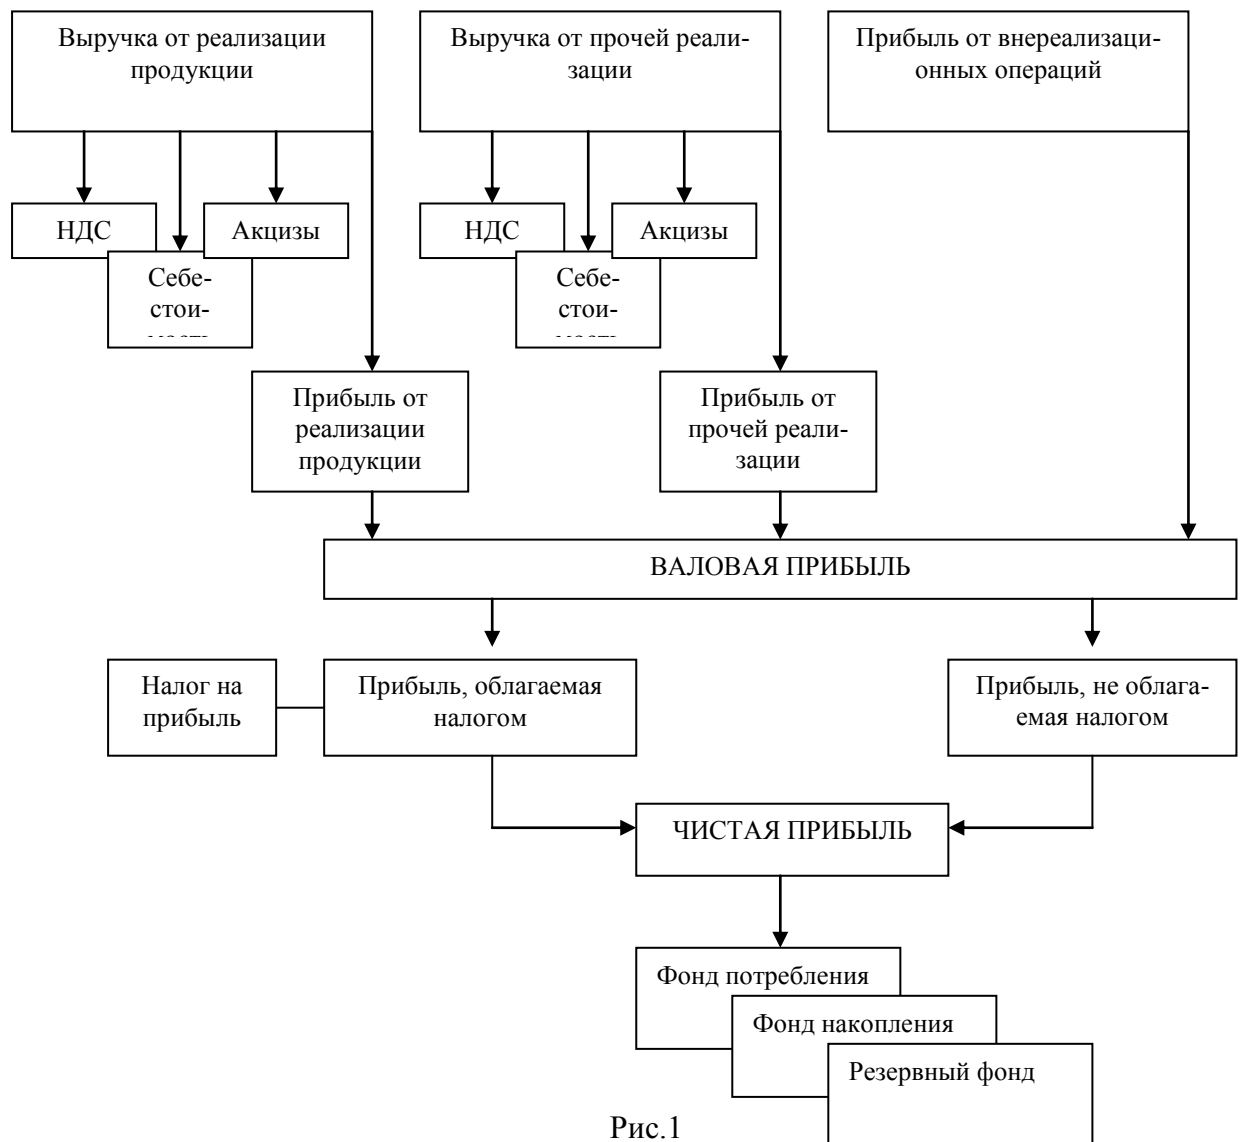 Выручка от реализации
продукции
Выручка от прочей реали-
зации
Прибыль от внереализаци-
онных операций
НДС
Акцизы
Себе-
стои-
НДС
Акцизы
Себе-
стои-
Прибыль от
реализации
продукции
Прибыль от
прочей реали-
зации
ВАЛОВАЯ ПРИБЫЛЬ
Налог на
прибыль
Прибыль, облагаемая
налогом
Прибыль, не облага-
емая налогом
ЧИСТАЯ ПРИБЫЛЬ
Фонд потребления
Фонд накопления
Резервный фонд
Рис.1